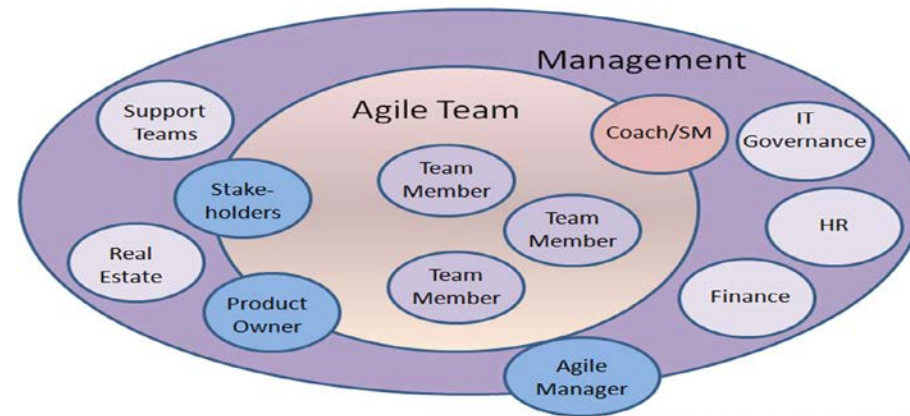 Management
Agile Team
Support
Teams
Coach/SM
IT
Governance
Team
Member
Stake-
holders
Team
Member
HR
Real
Estate
Team
Member
Product
Owner
Finance
Agile
Manager